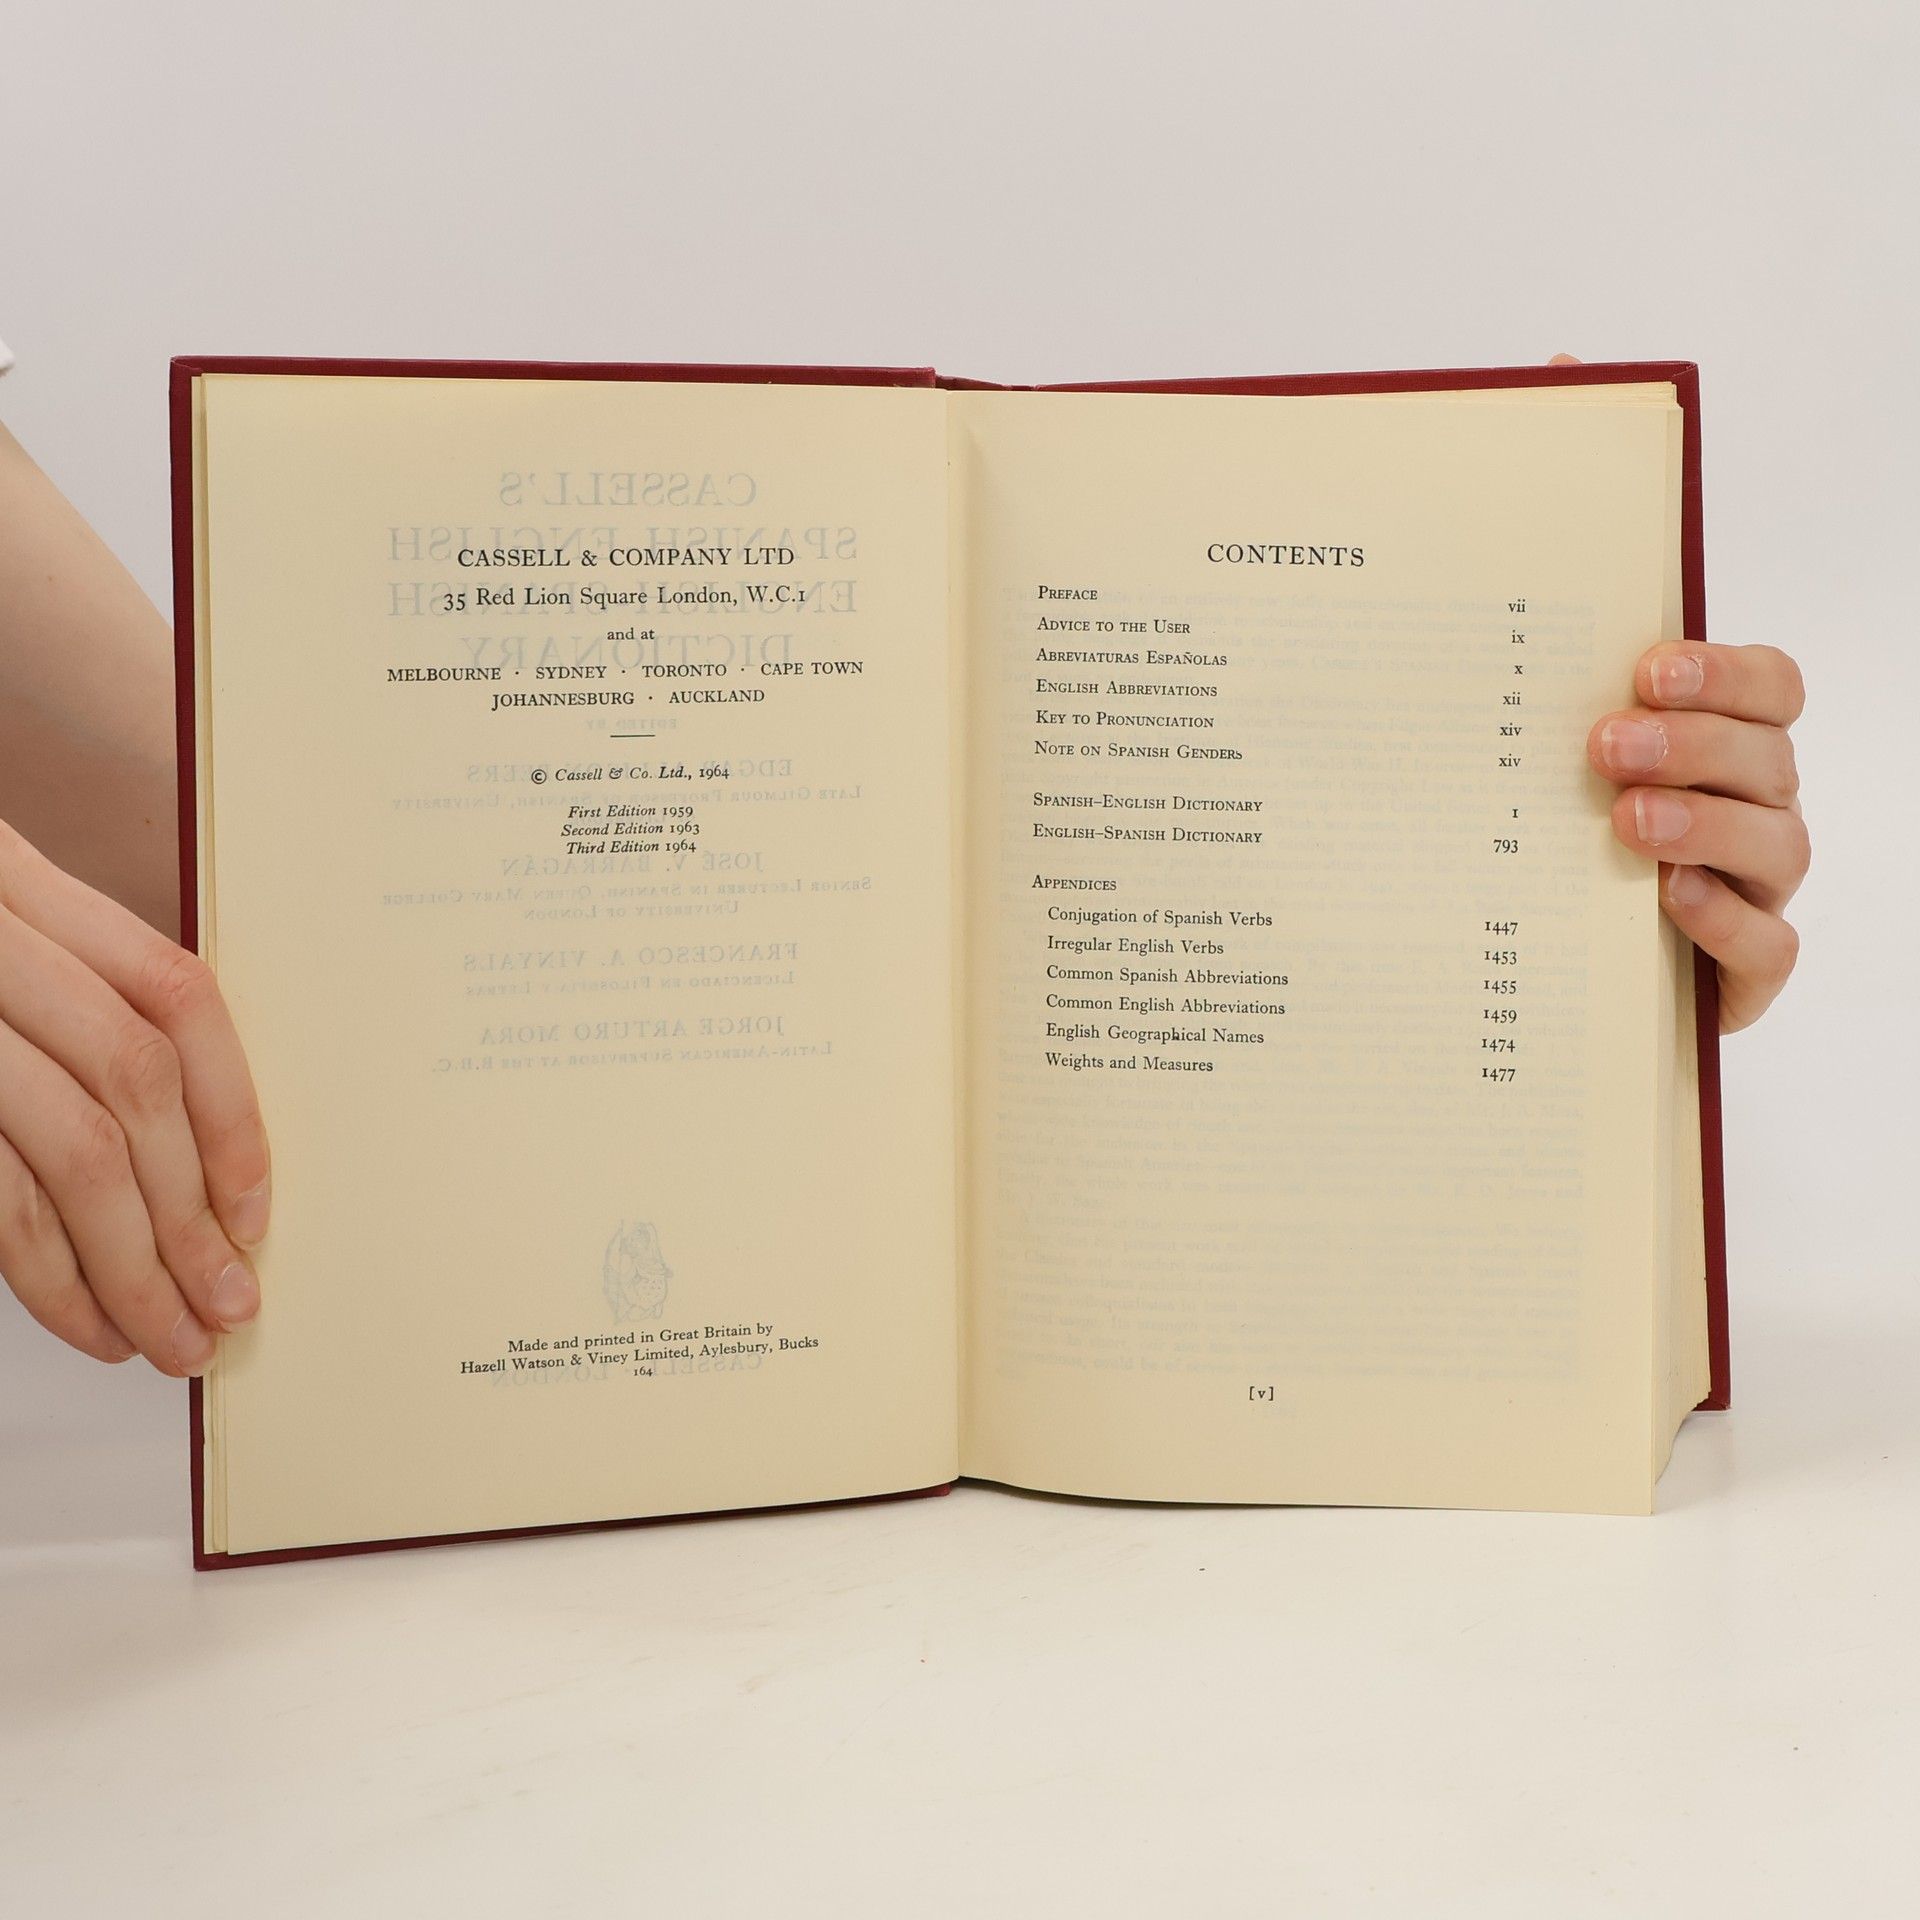 CASSELL & COMPANY LTD
35 Red Lion Square London, W.C.1
and at
MELBOURNE · SYDNEY · TORONTO · CAPE TOWN
JOHANNESBURG · AUCKLAND
© Cassell & Co. Ltd., 1964
First Edition 1959
Second Edition 1963
Third Edition 1964
Made and printed in Great Britain by
Hazell Watson & Viney Limited, Aylesbury, Bucks
164
CONTENTS
PREFACE vii
ADVICE TO THE USER ix
ABREVIATURAS ESPAÑOLAS x
ENGLISH ABBREVIATIONS xii
KEY TO PRONUNCIATION xiv
NOTE ON SPANISH GENDERS xiv
SPANISH–ENGLISH DICTIONARY 1
ENGLISH–SPANISH DICTIONARY 793
APPENDICES
Conjugation of Spanish Verbs 1447
Irregular English Verbs 1453
Common Spanish Abbreviations 1455
Common English Abbreviations 1459
English Geographical Names 1474
Weights and Measures 1477
[v]